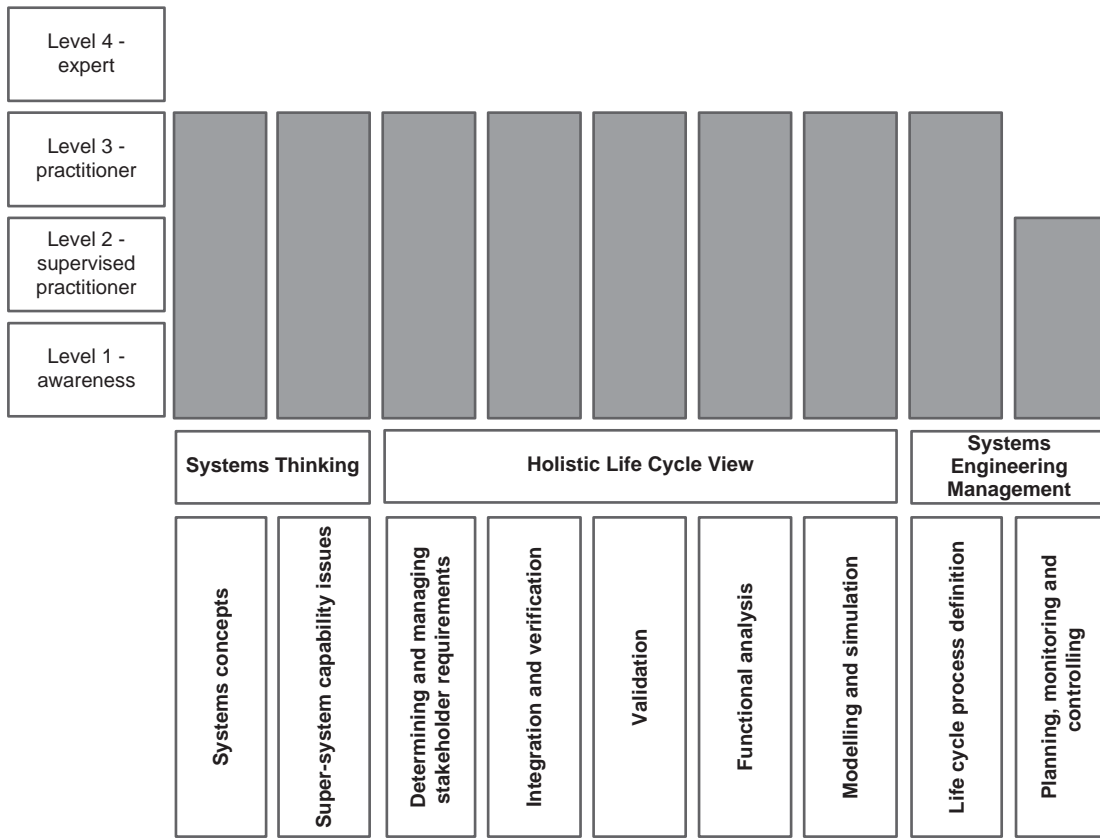 Level 4 -
expert
Level 3 -
practitioner
Level 2 -
supervised
practitioner
Level 1 -
awareness
Systems Thinking
Holistic Life Cycle View
Systems
Engineering
Management
Systems concepts
Super-system capability issues
Determining and managing
stakeholder requirements
Integration and verification
Validation
Functional analysis
Modelling and simulation
Life cycle process definition
Planning, monitoring and
controlling